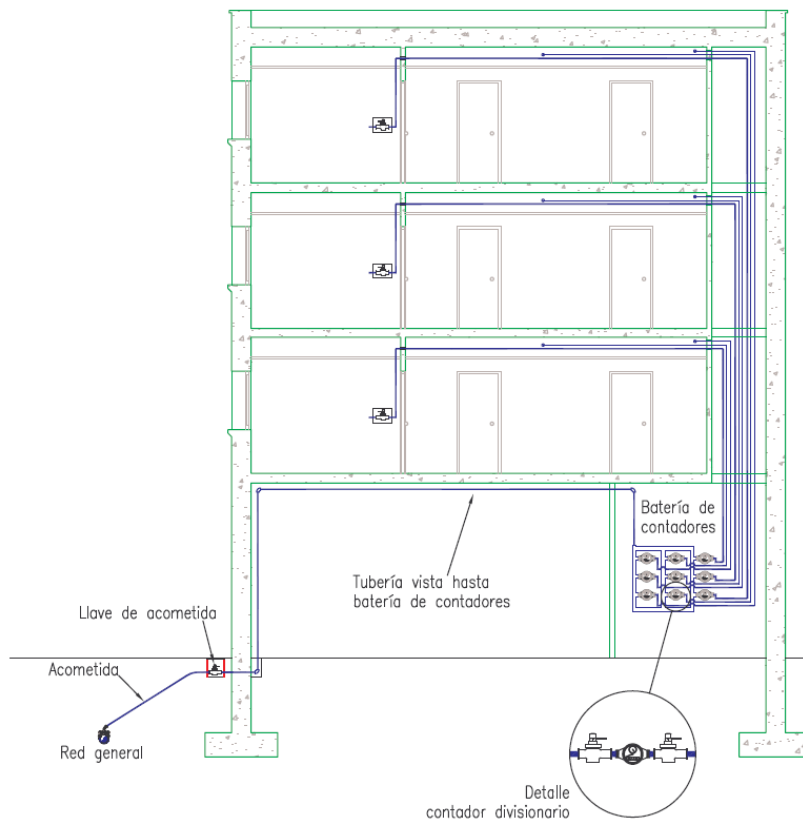 Batería de
contadores
Tubería vista hasta
batería de contadores
Llave de acometida
Acometida
Red general
Detalle
contador divisionario